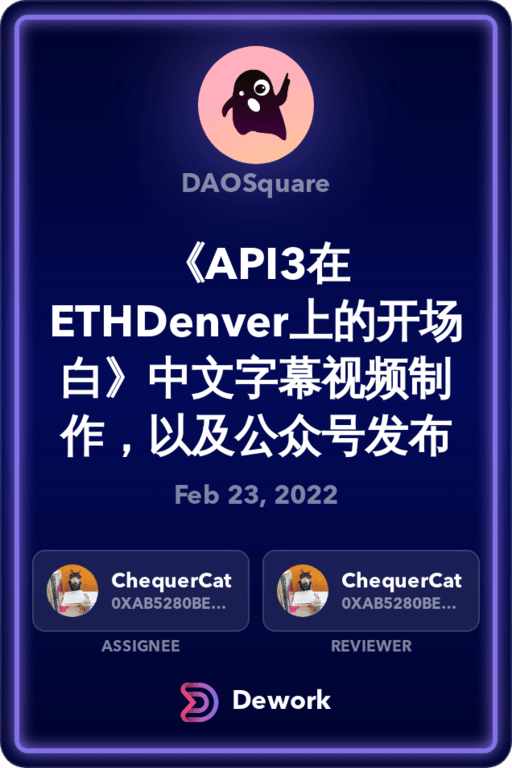 DAOSquare
《API3在
ETHDenver上的开场
白》中文字幕视频制
作，以及公众号发布
Feb 23, 2022
ChequerCat
0XAB5280BE...
ASSIGNEE
ChequerCat
0XAB5280BE...
REVIEWER
Dework